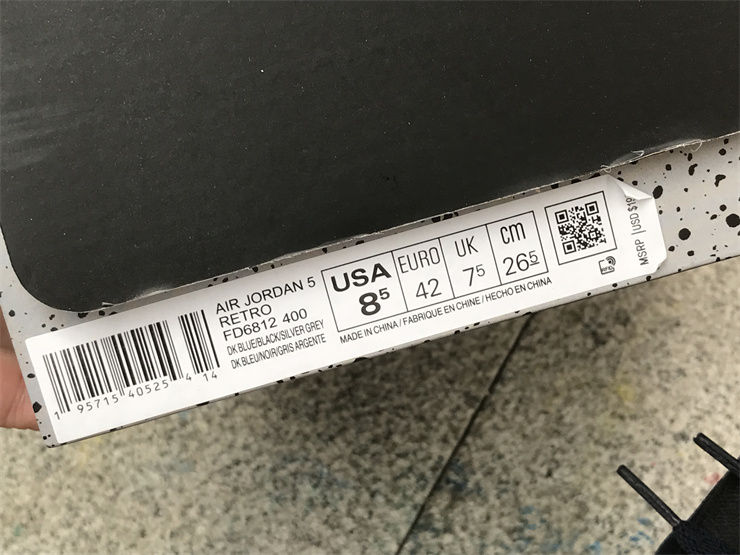 AIR JORDAN 5
RETRO
FD6812 400
DK BLUE/BLACK/SILVER GREY
DK BLEU/NOIR/GRIS ARGENTE
1 95715 40525 4 14
USA
8⁵
EURO
42
UK
7⁵
cm
26⁵
MADE IN CHINA / FABRIQUE EN CHINE / HECHO EN CHINA
MSRP | USD